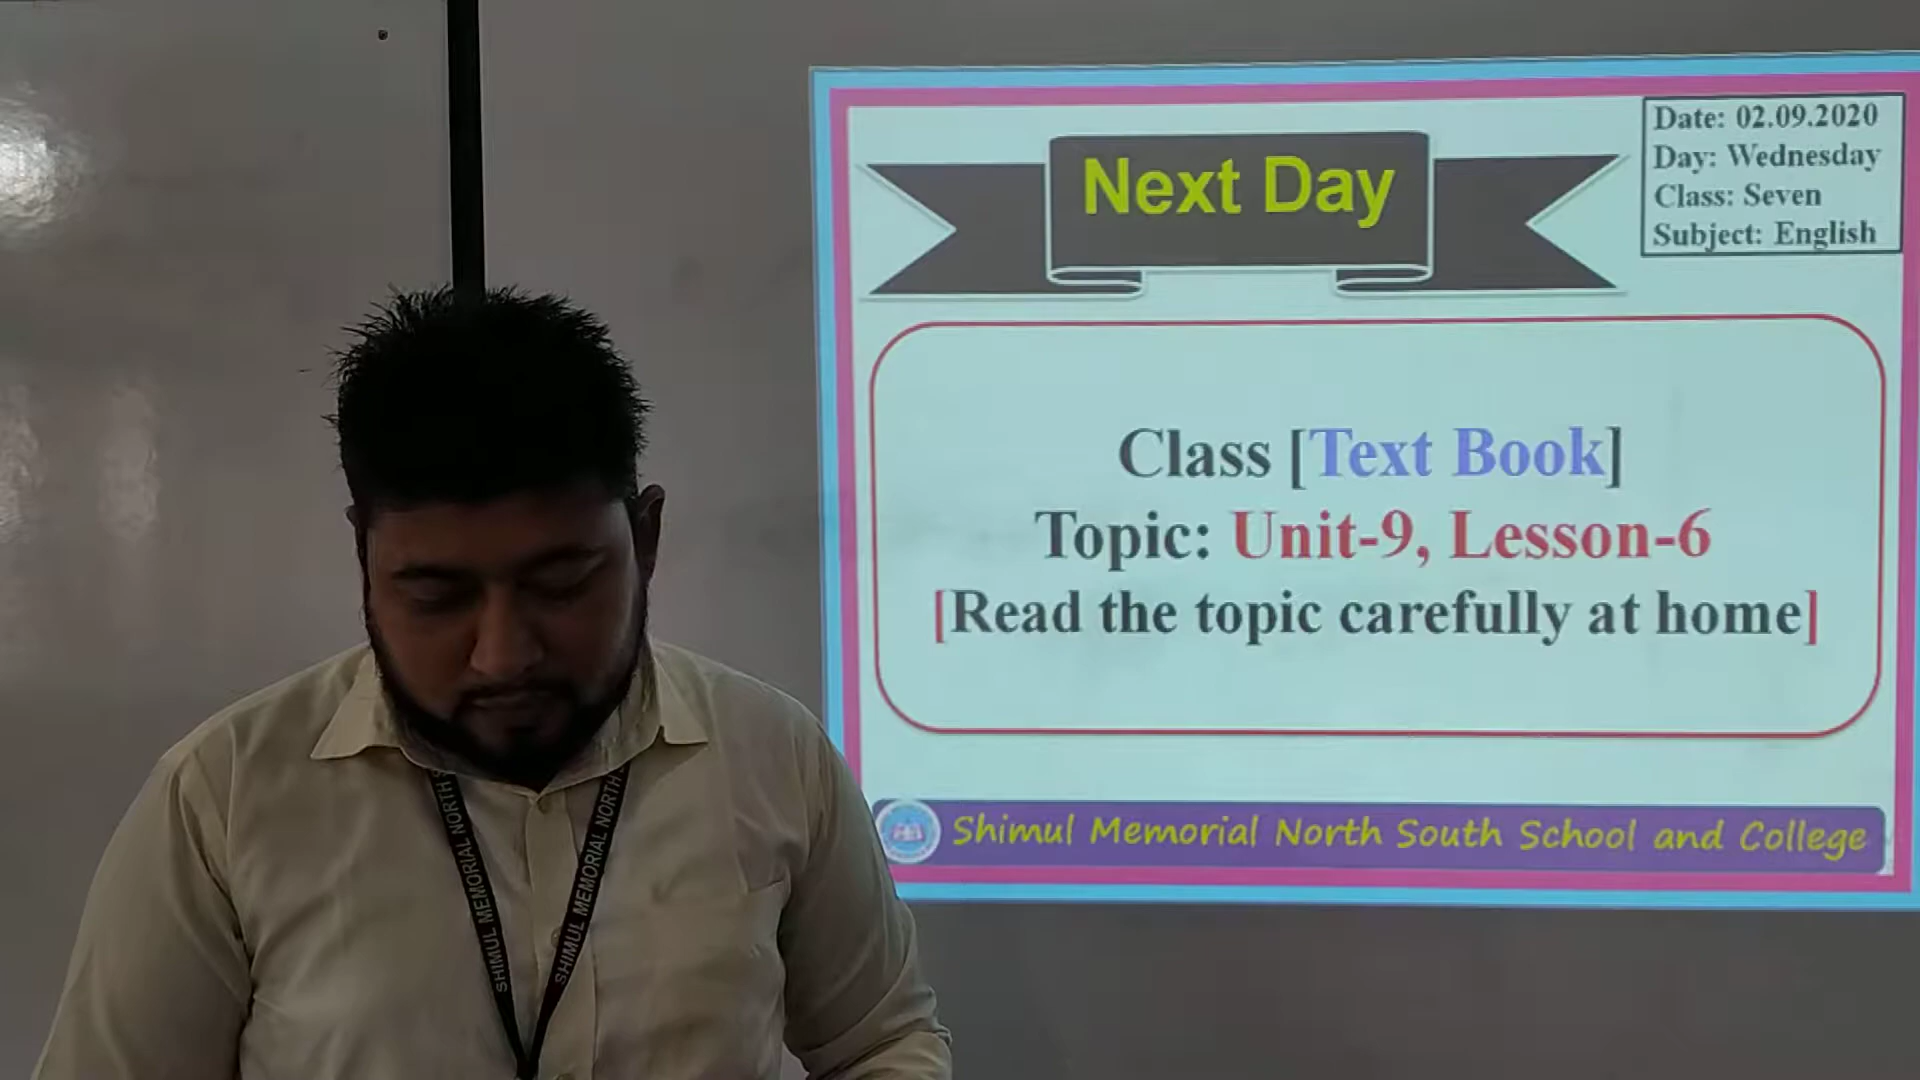 Date: 02.09.2020
Day: Wednesday
Class: Seven
Subject: English
Next Day
Class [Text Book]
Topic: Unit-9, Lesson-6
[Read the topic carefully at home]
Shimul Memorial North South School and College
SHIMUL MEMORIAL NORTH
SHIMUL MEMORIAL NORTH